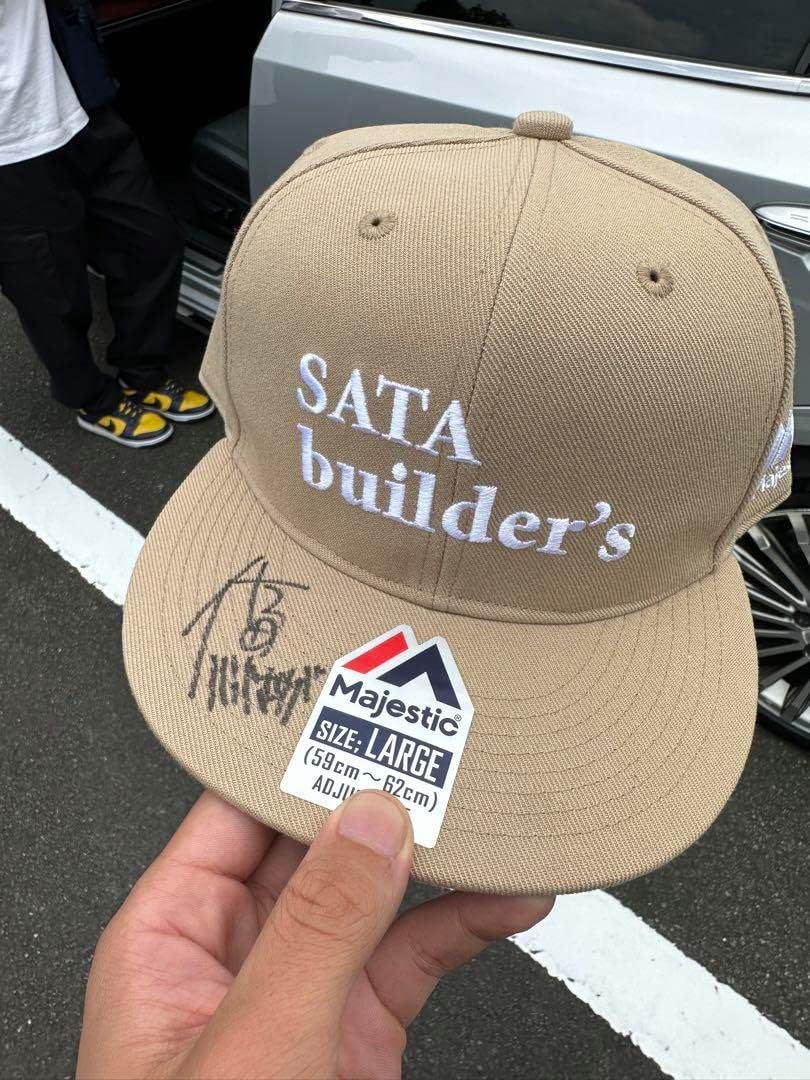 SATA
builder's
Majestic®
SIZE; LARGE
(59cm～62cm)